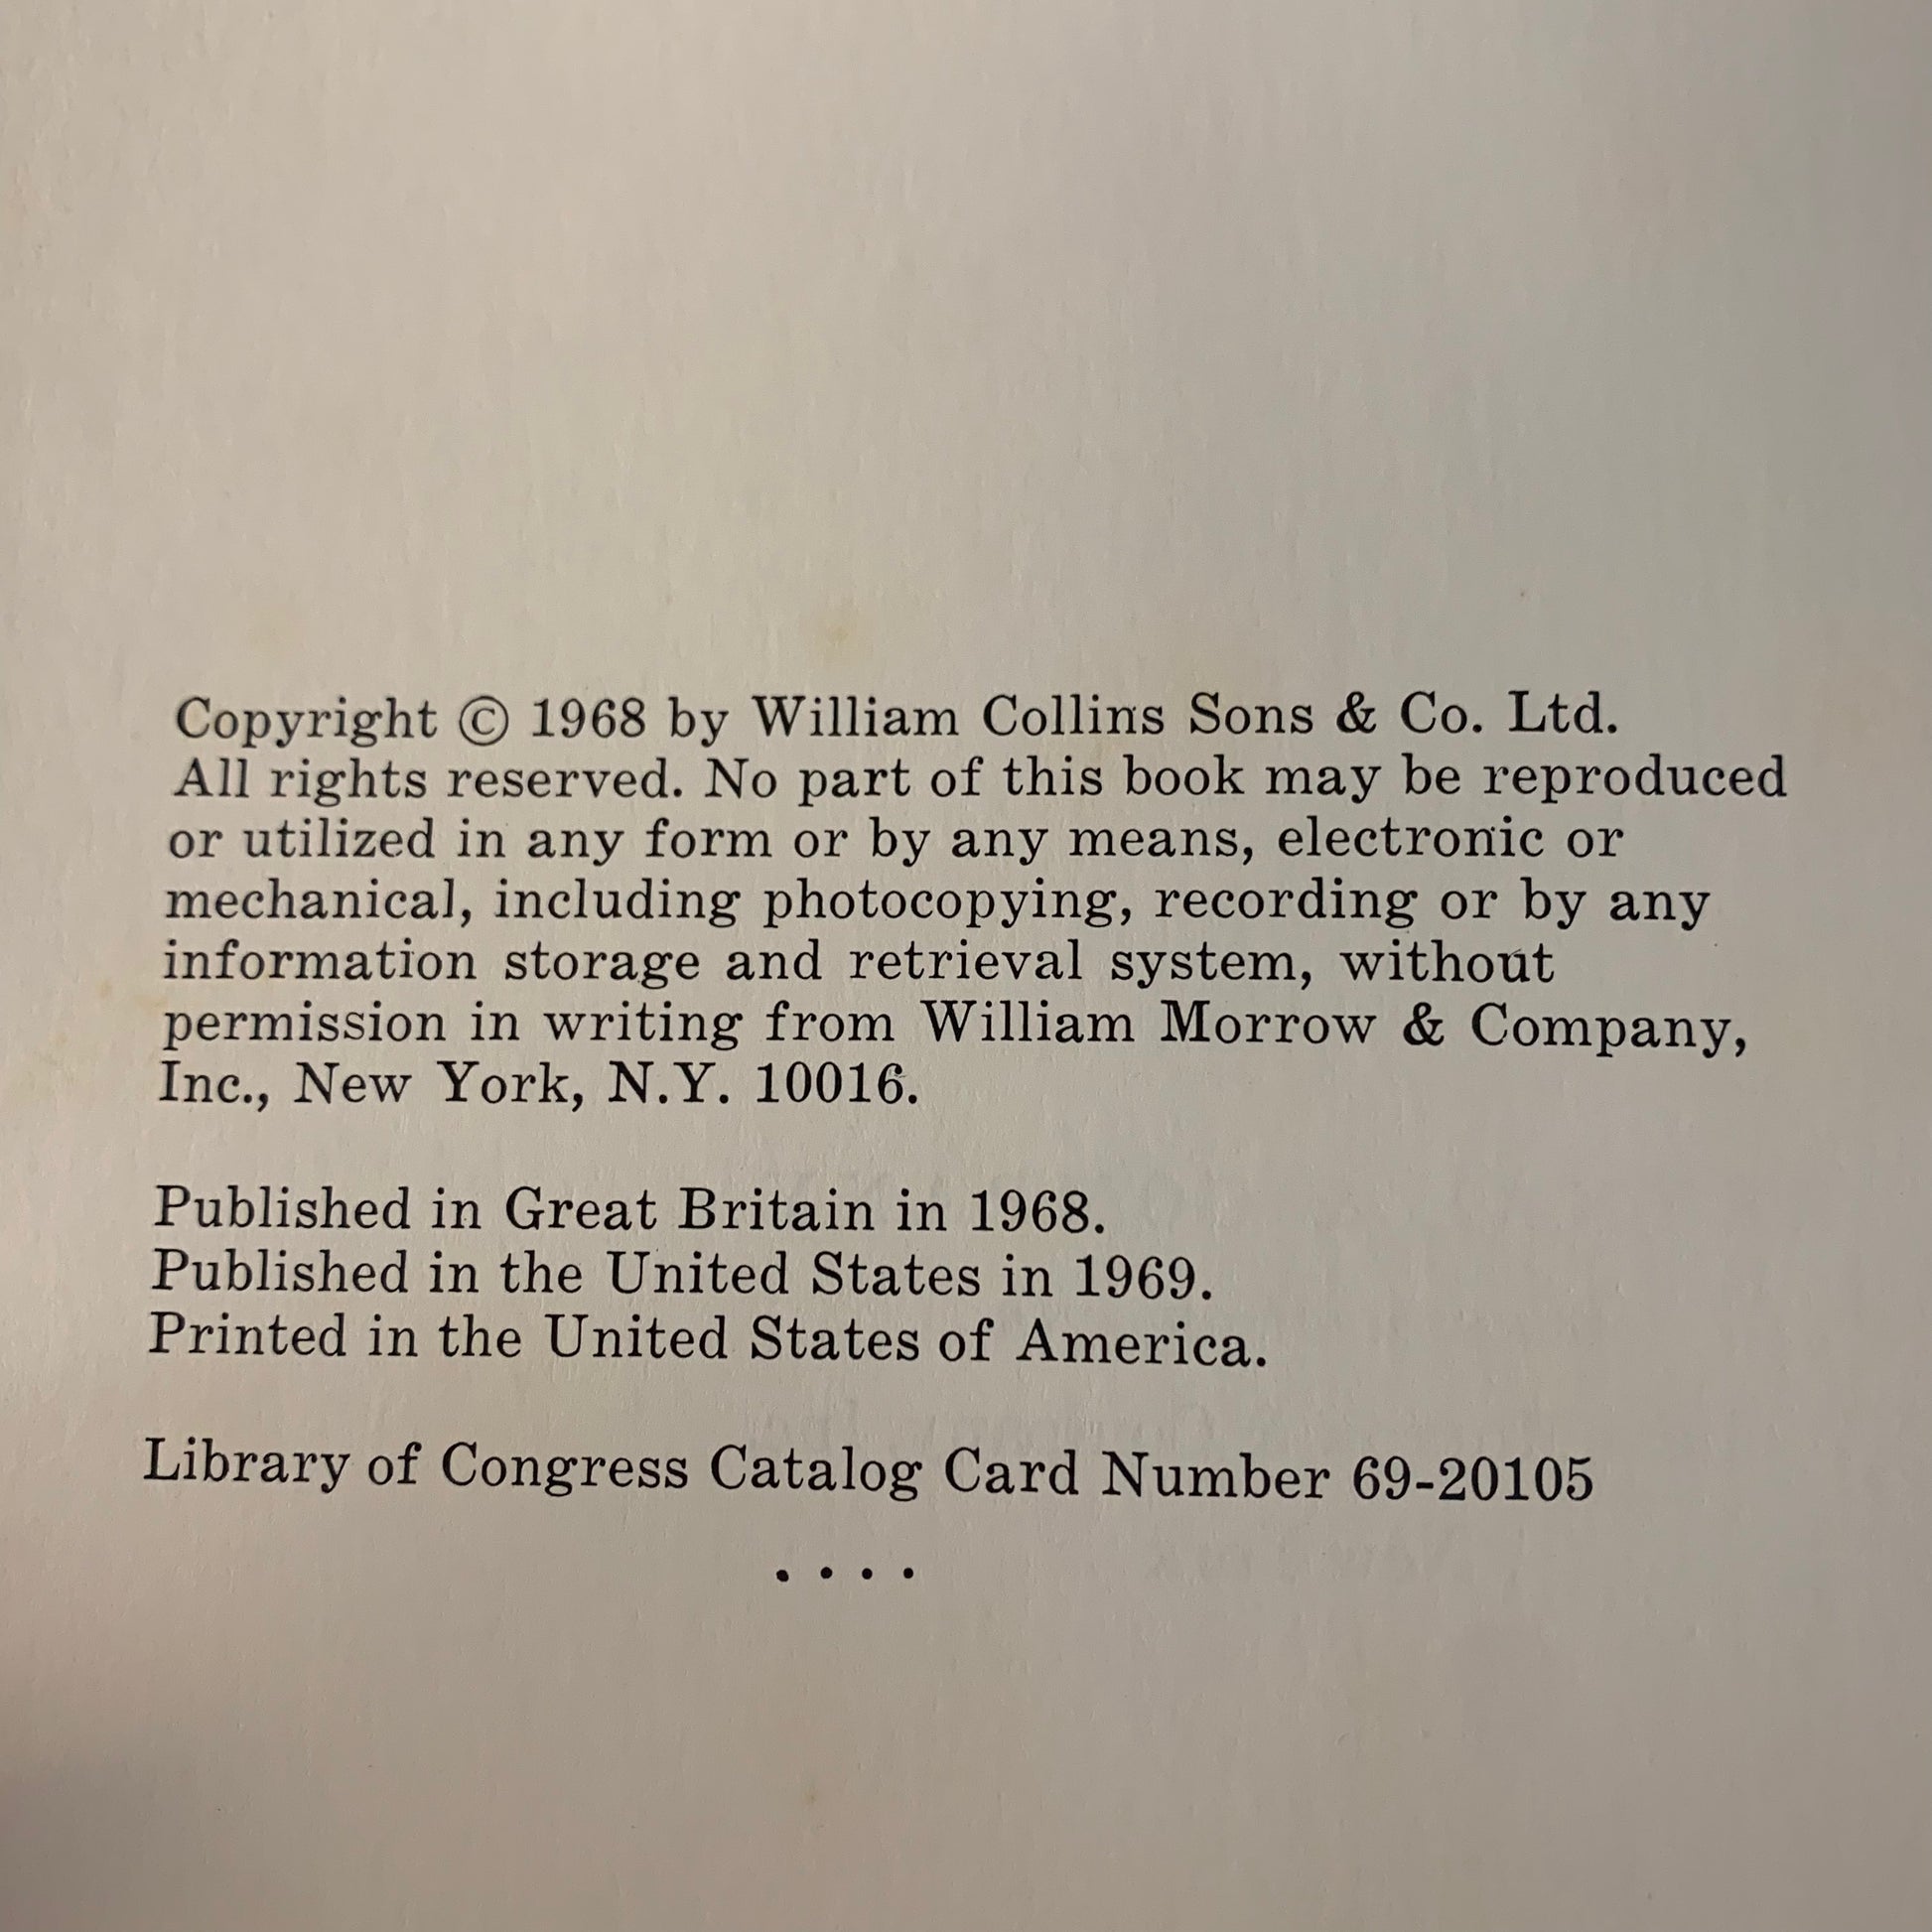 Copyright © 1968 by William Collins Sons & Co. Ltd.
All rights reserved. No part of this book may be reproduced
or utilized in any form or by any means, electronic or
mechanical, including photocopying, recording or by any
information storage and retrieval system, without
permission in writing from William Morrow & Company,
Inc., New York, N.Y. 10016.
Published in Great Britain in 1968.
Published in the United States in 1969.
Printed in the United States of America.
Library of Congress Catalog Card Number 69-20105
. . . .